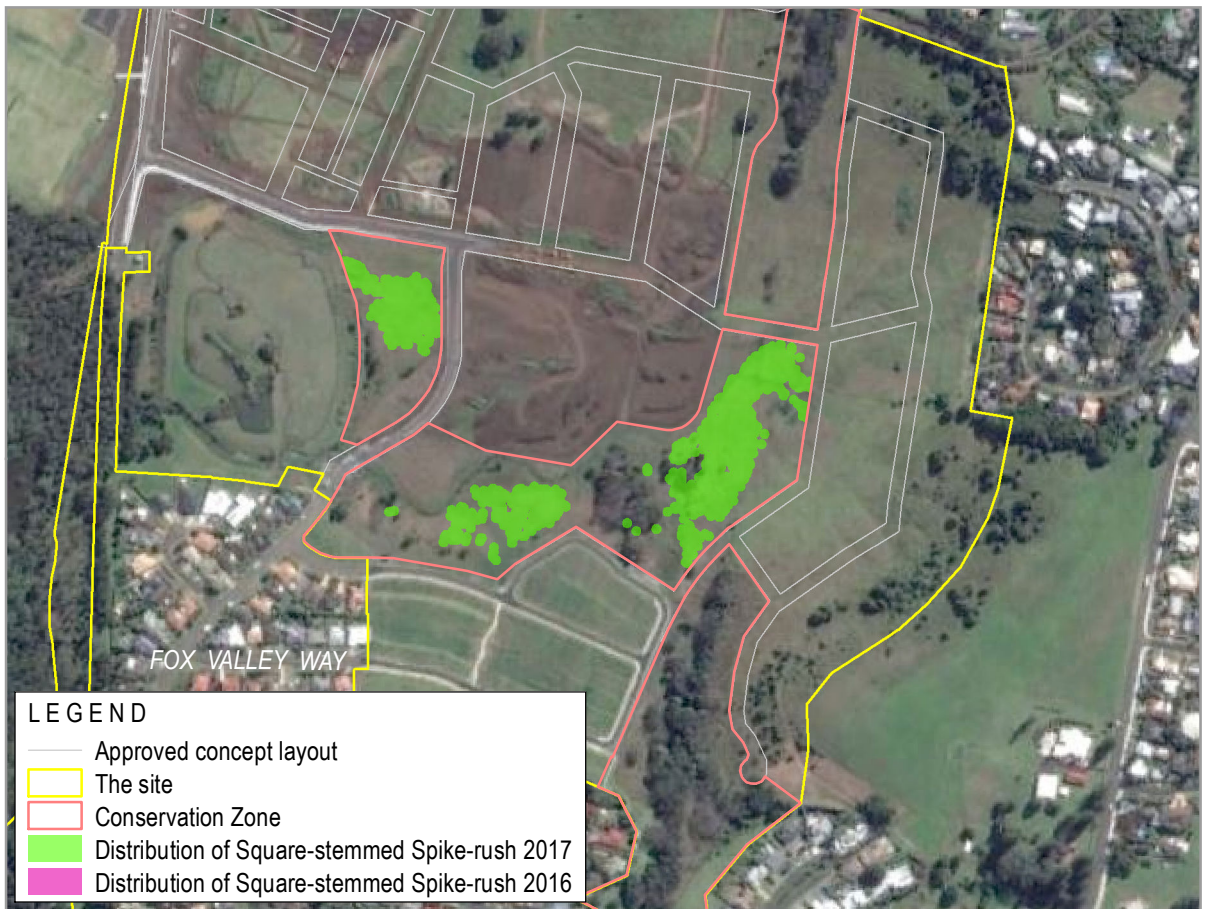 FOX VALLEY WAY
LEGEND
Approved concept layout
The site
Conservation Zone
Distribution of Square-stemmed Spike-rush 2017
Distribution of Square-stemmed Spike-rush 2016